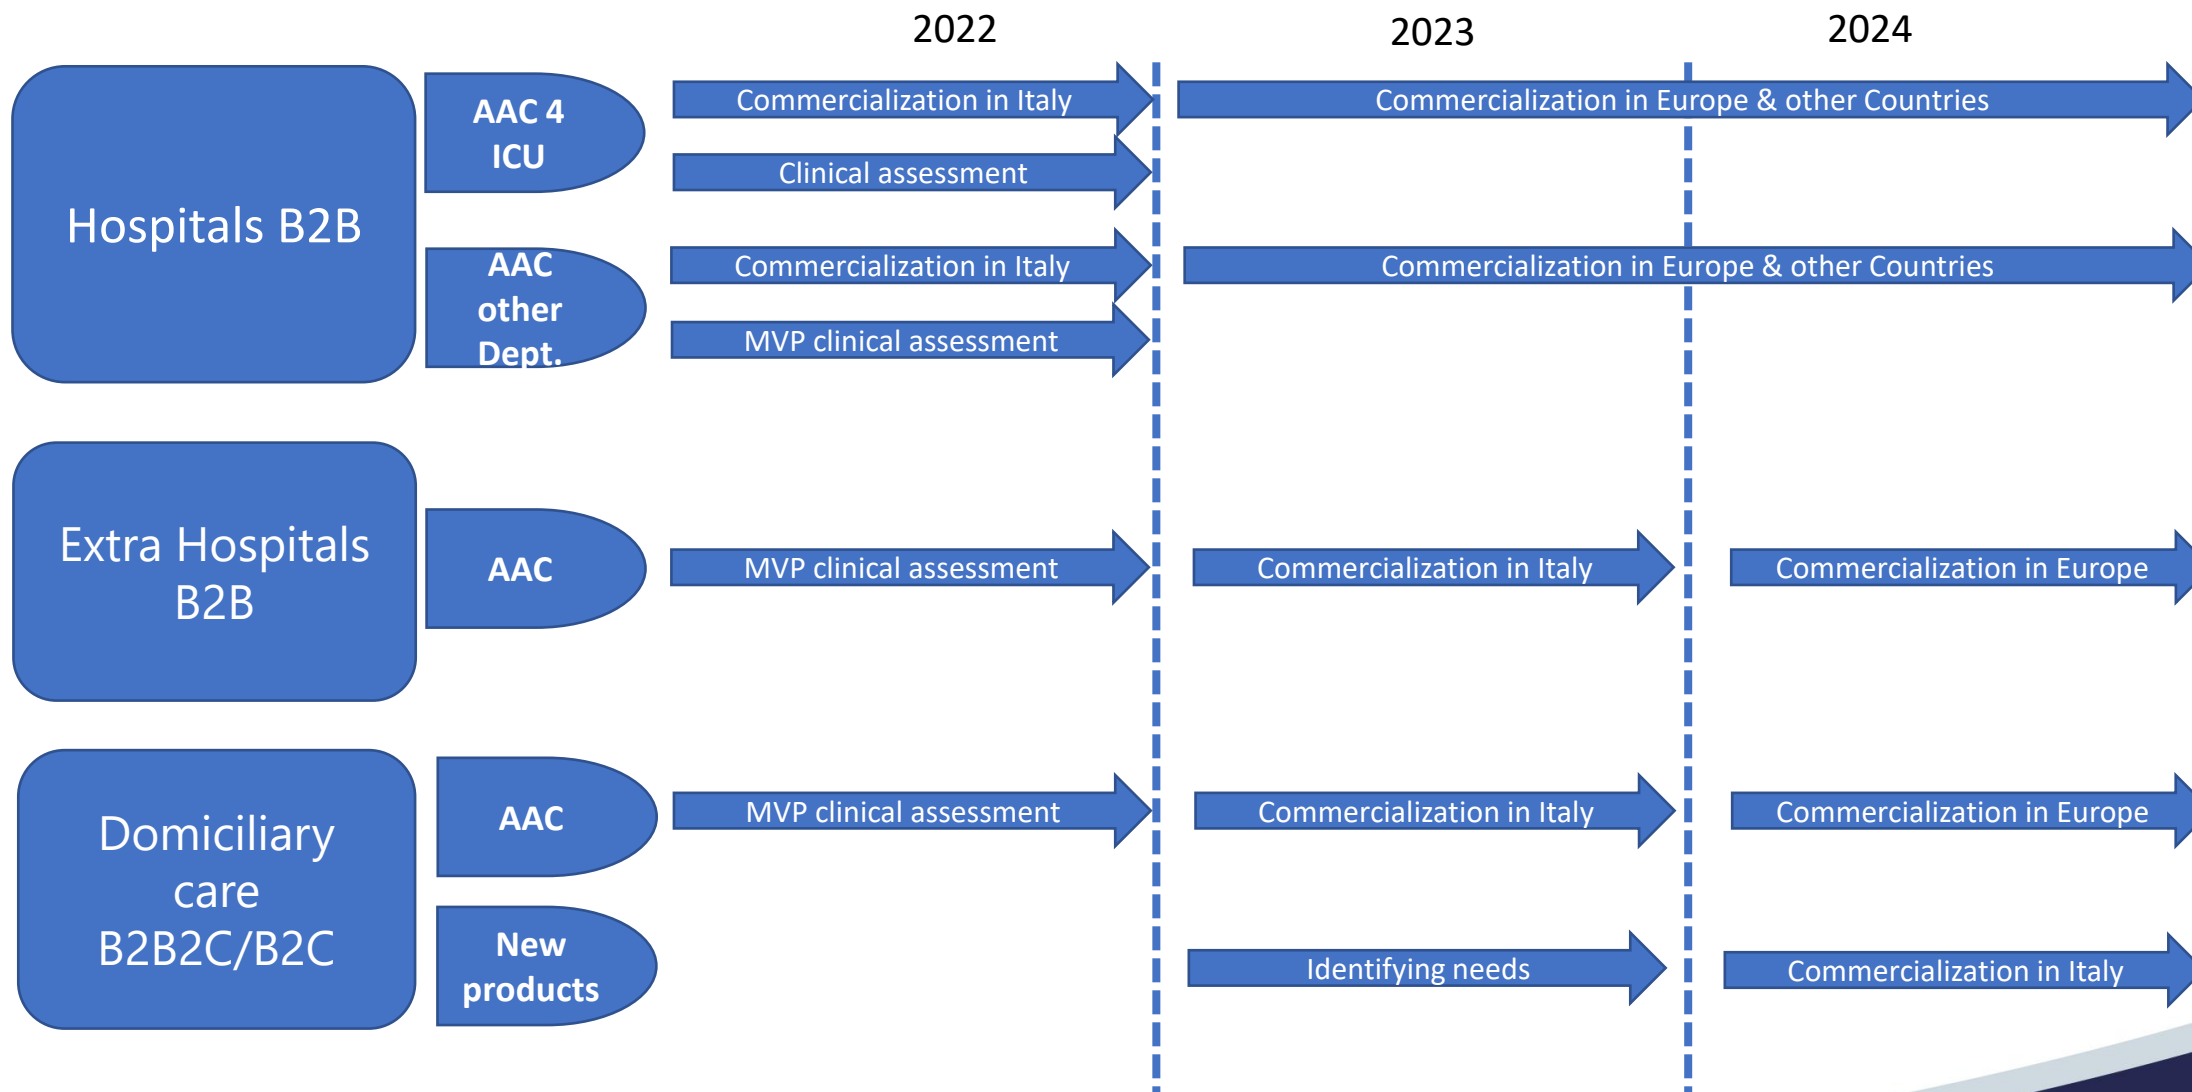 2022
2023
2024
Hospitals B2B
AAC 4
ICU
Commercialization in Italy
Commercialization in Europe & other Countries
Clinical assessment
AAC
other
Dept.
Commercialization in Italy
Commercialization in Europe & other Countries
MVP clinical assessment
Extra Hospitals
B2B
AAC
MVP clinical assessment
Commercialization in Italy
Commercialization in Europe
Domiciliary
care
B2B2C/B2C
AAC
MVP clinical assessment
Commercialization in Italy
Commercialization in Europe
New
products
Identifying needs
Commercialization in Italy